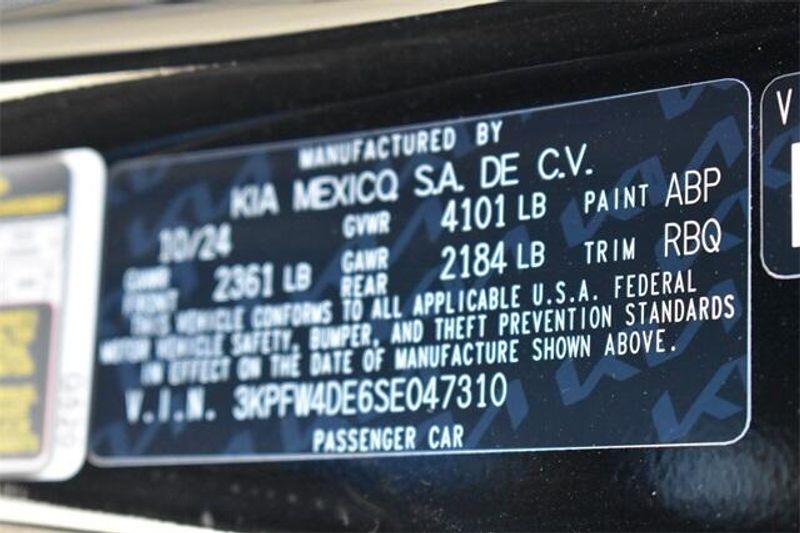 MANUFACTURED BY
KIA MEXICO S.A. DE C.V.
10/24 GVWR 4101 LB PAINT ABP
GAWR FRONT 2361 LB GAWR REAR 2184 LB TRIM RBQ
THIS VEHICLE CONFORMS TO ALL APPLICABLE U.S.A. FEDERAL
MOTOR VEHICLE SAFETY, BUMPER, AND THEFT PREVENTION STANDARDS
IN EFFECT ON THE DATE OF MANUFACTURE SHOWN ABOVE.
V.I.N. 3KPFW4DE6SE047310
PASSENGER CAR
V